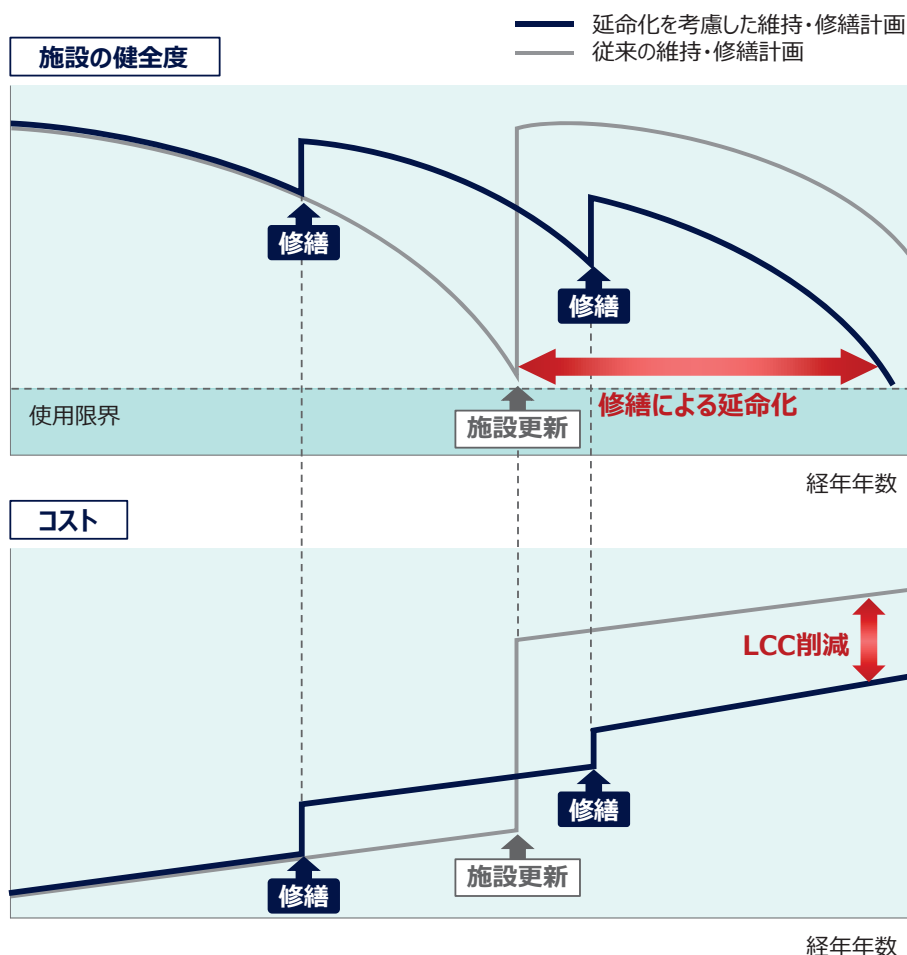 延命化を考慮した維持・修繕計画
従来の維持・修繕計画
施設の健全度
修繕
修繕
修繕による延命化
使用限界
施設更新
経年年数
コスト
LCC削減
修繕
施設更新
修繕
経年年数